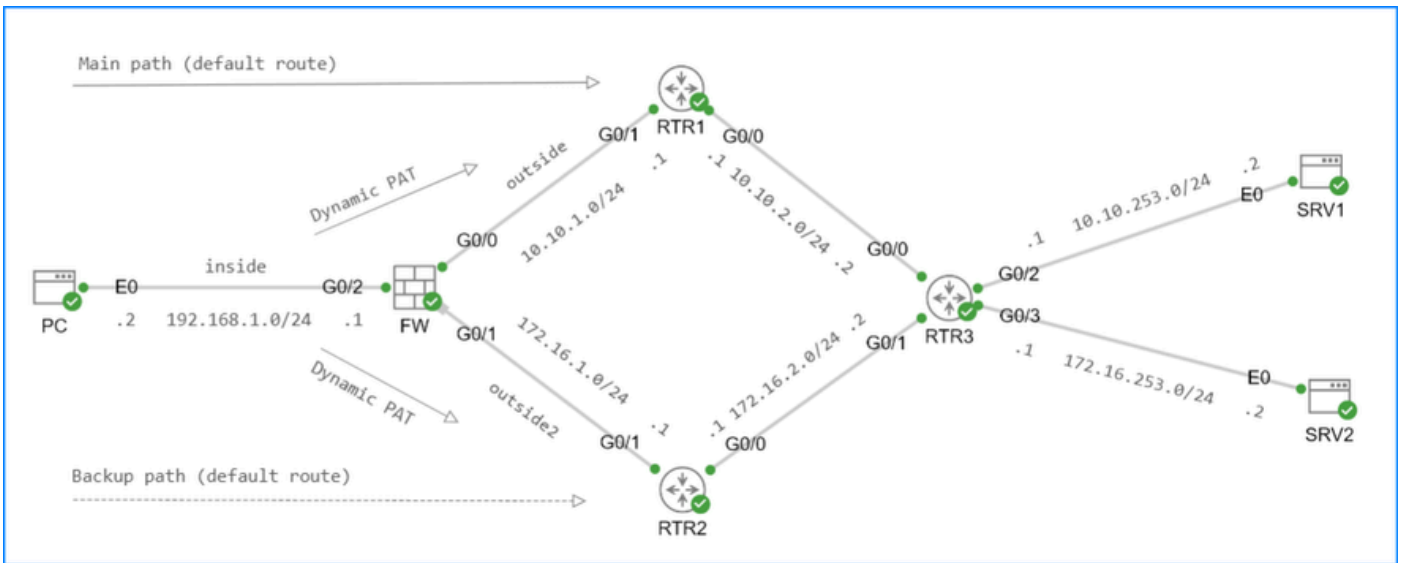 Main path (default route)
RTR1
G0/1
G0/0
outside
.1
.1 10.10.2.0/24 .2
Dynamic PAT
10.10.1.0/24
G0/0
G0/0
.2
10.10.253.0/24
E0
SRV1
.1
G0/2
inside
E0
G0/2
PC
.2 192.168.1.0/24 .1
FW
G0/1
172.16.1.0/24
.1 172.16.2.0/24 .2
G0/1
RTR3
G0/3
.1 172.16.253.0/24 .2
E0
SRV2
Dynamic PAT
outside2
.1
G0/1
G0/0
Backup path (default route)
RTR2